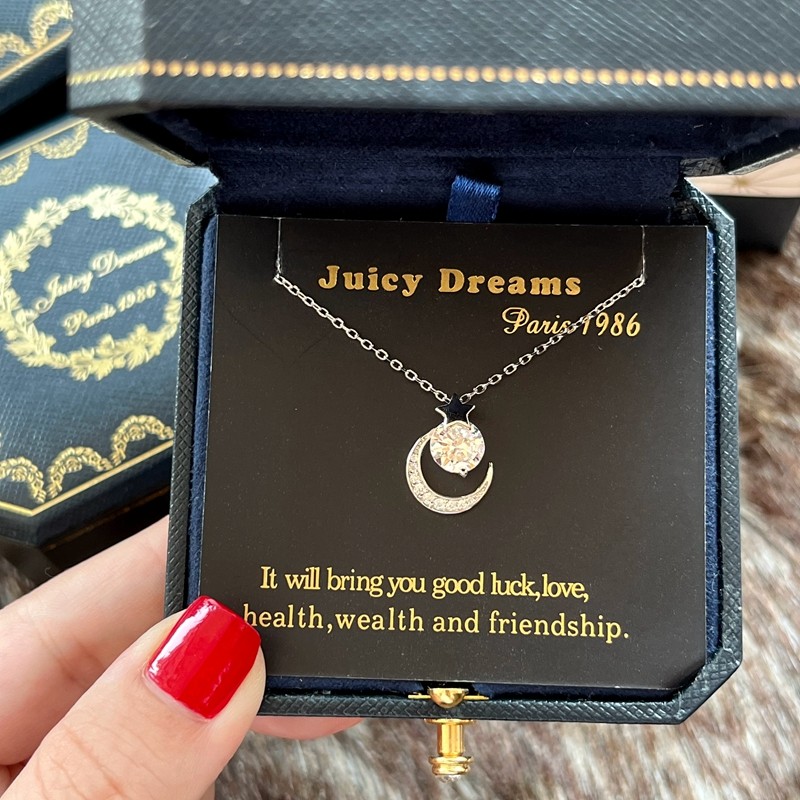 Juicy Dreams
Paris 1986
It will bring you good luck,love,
health,wealth and friendship.
Juicy Dreams
Paris 1986